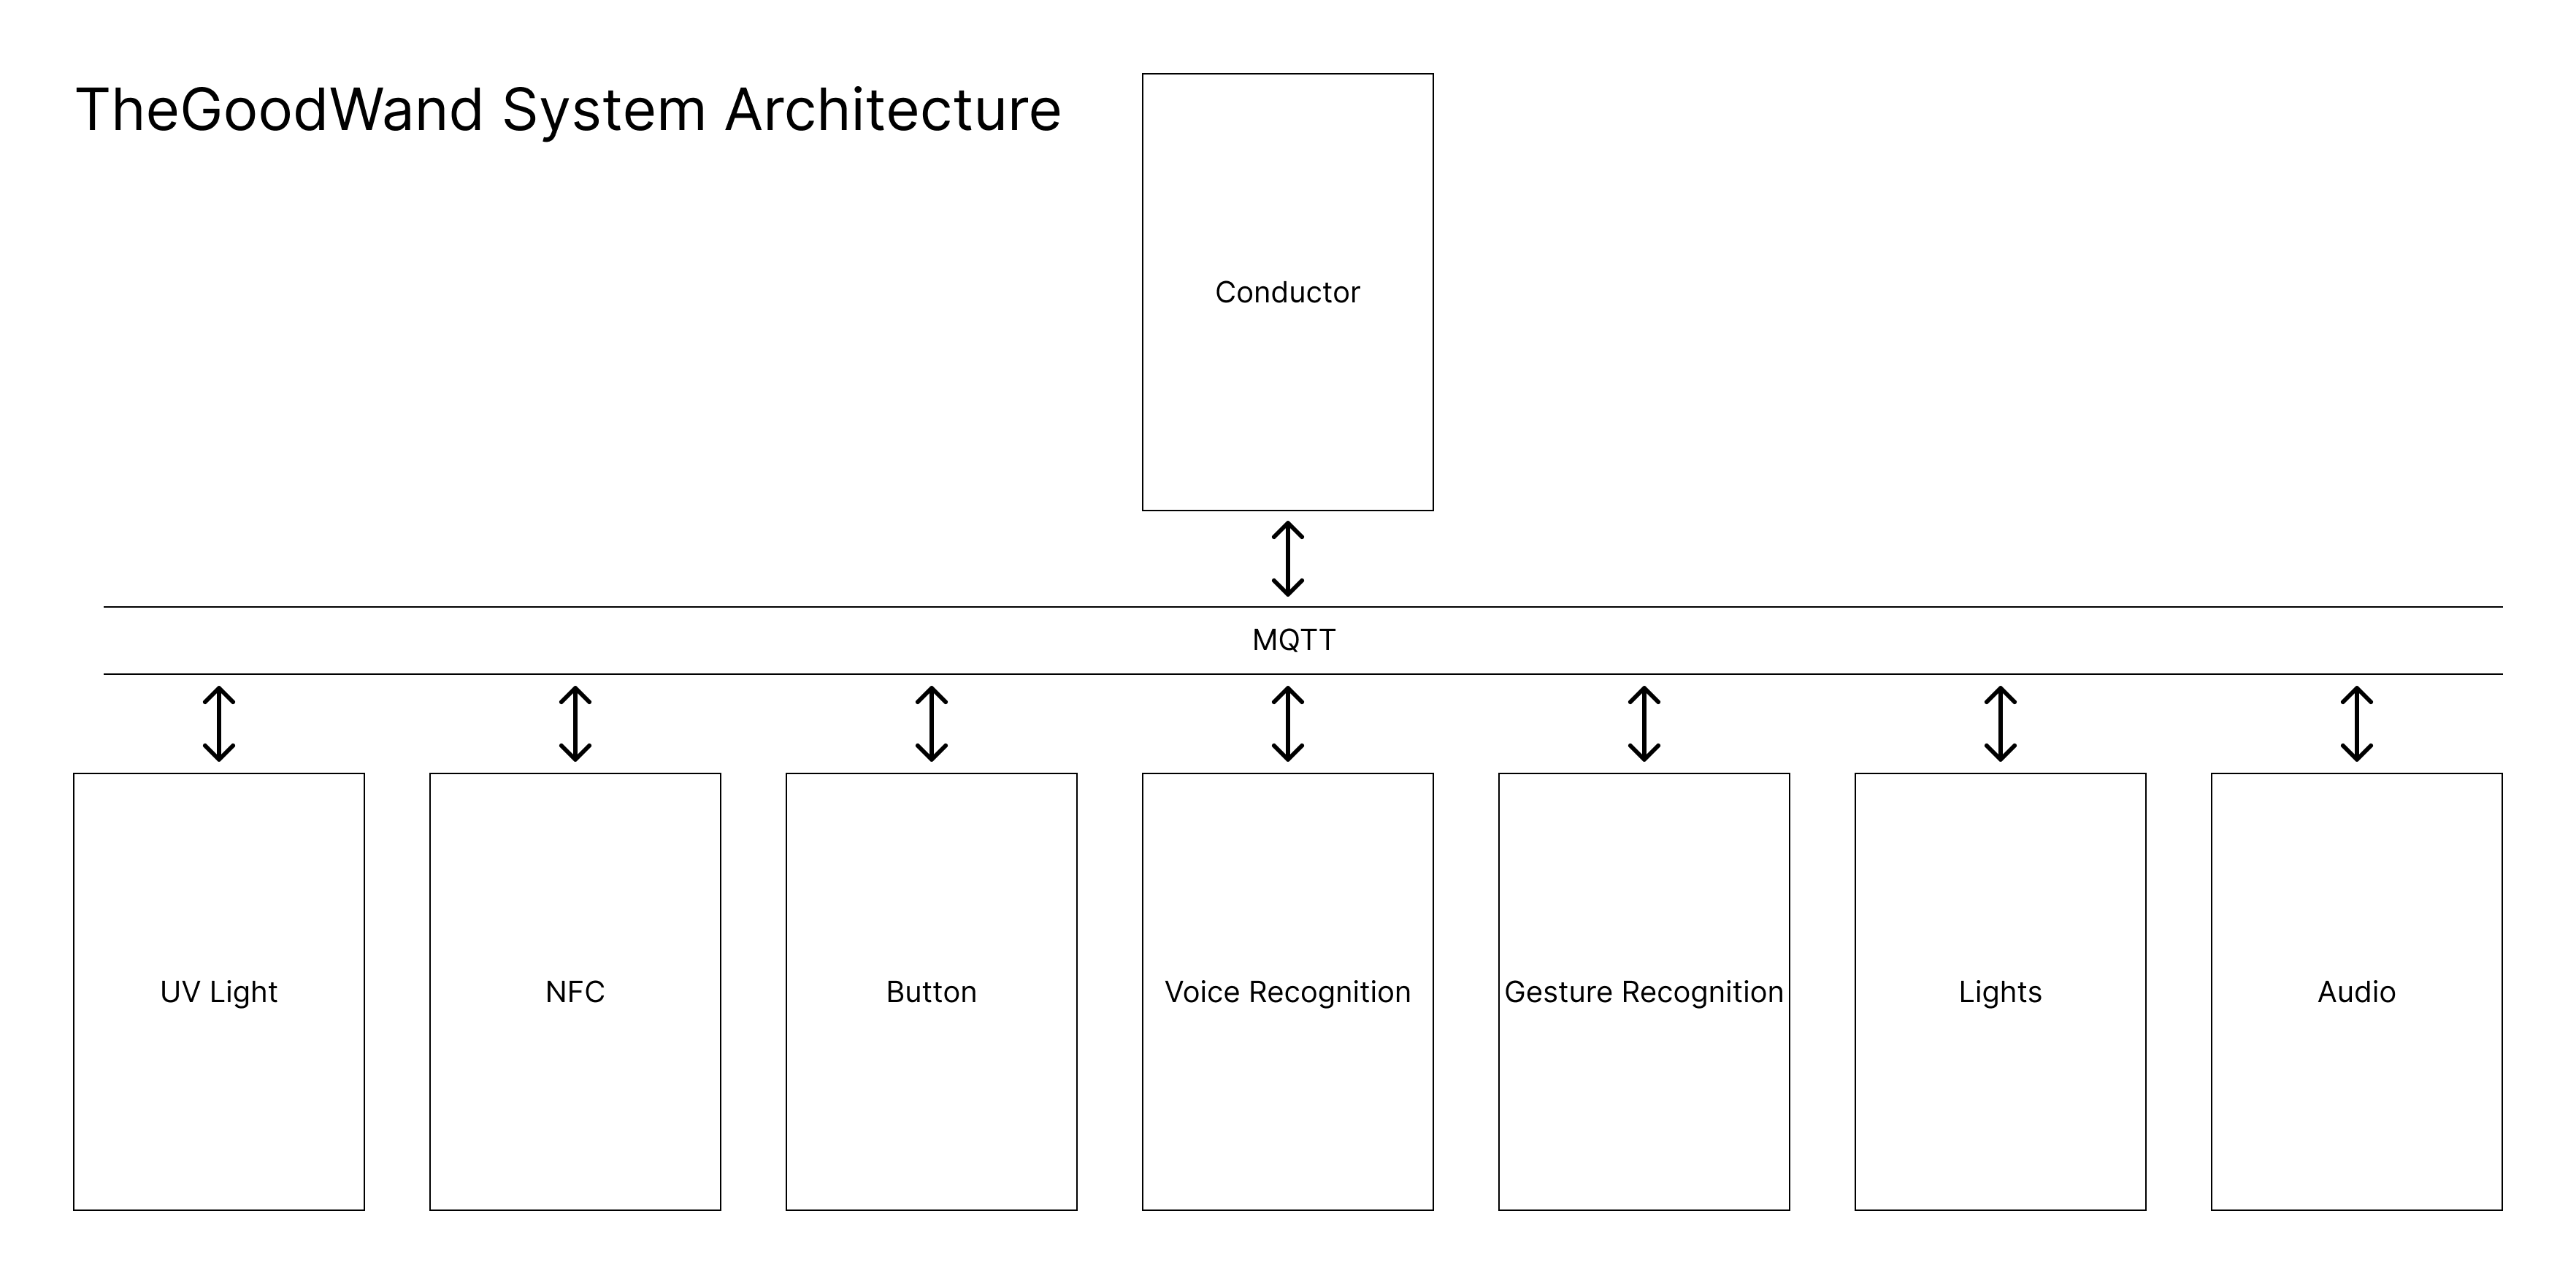 TheGoodWand System Architecture
Conductor
MQTT
UV Light
NFC
Button
Voice Recognition
Gesture Recognition
Lights
Audio